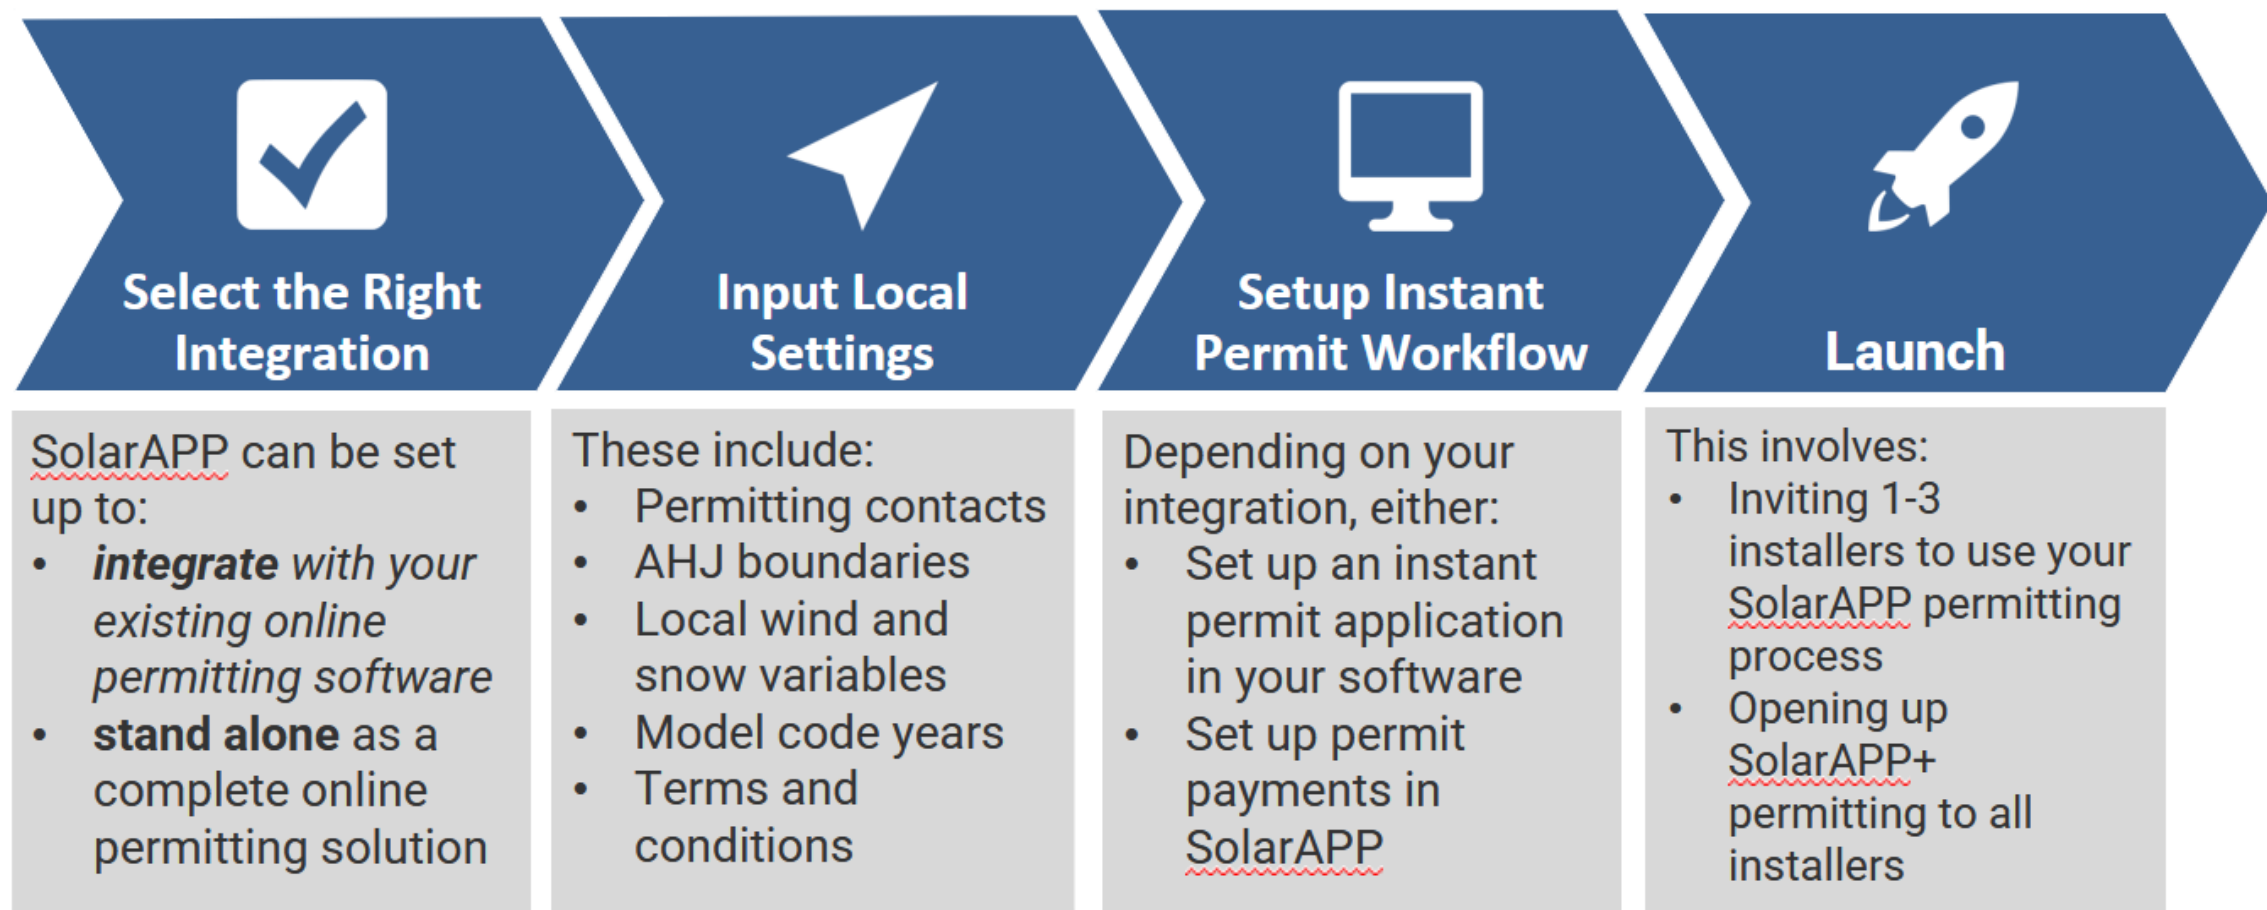 Select the Right
Integration
SolarAPP can be set
up to:
• integrate with your
existing online
permitting software
• stand alone as a
complete online
permitting solution
Input Local
Settings
These include:
• Permitting contacts
• AHJ boundaries
• Local wind and
snow variables
• Model code years
• Terms and
conditions
Setup Instant
Permit Workflow
Depending on your
integration, either:
• Set up an instant
permit application
in your software
• Set up permit
payments in
SolarAPP
Launch
This involves:
• Inviting 1-3
installers to use your
SolarAPP permitting
process
• Opening up
SolarAPP+
permitting to all
installers